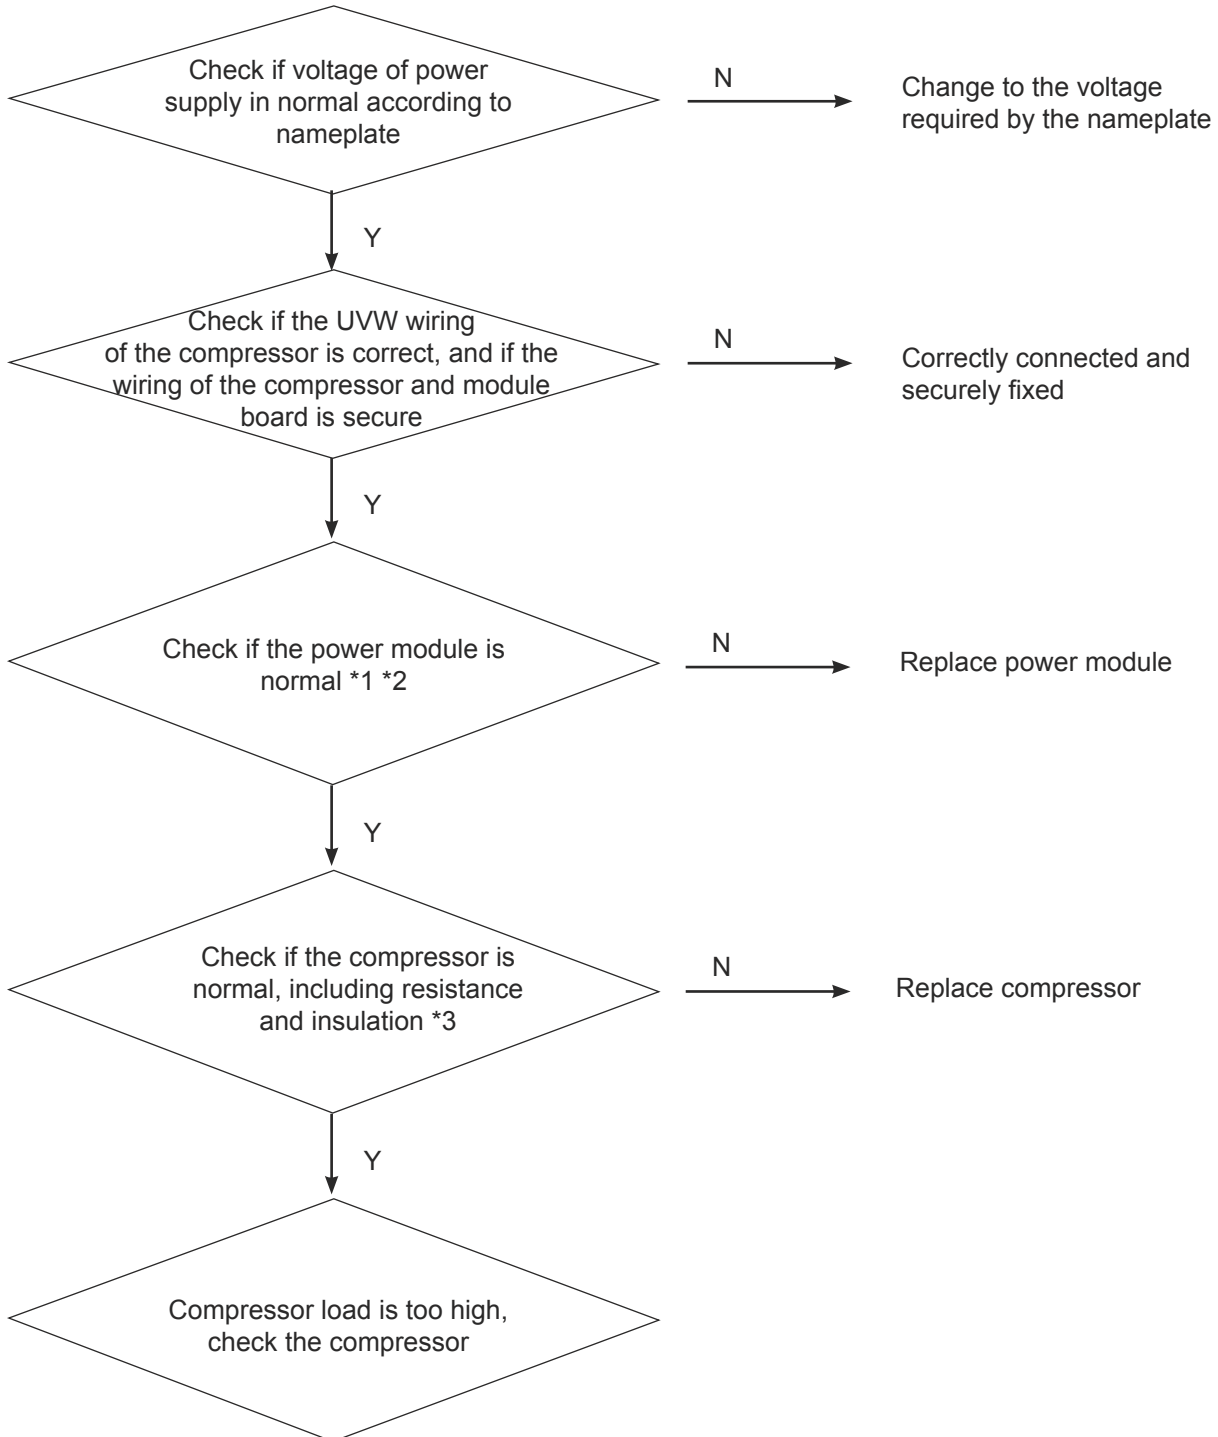 Check if voltage of power
supply in normal according to
nameplate
N
Change to the voltage
required by the nameplate
Y
Check if the UVW wiring
of the compressor is correct, and if the
wiring of the compressor and module
board is secure
N
Correctly connected and
securely fixed
Y
Check if the power module is
normal *1 *2
N
Replace power module
Y
Check if the compressor is
normal, including resistance
and insulation *3
N
Replace compressor
Y
Compressor load is too high,
check the compressor